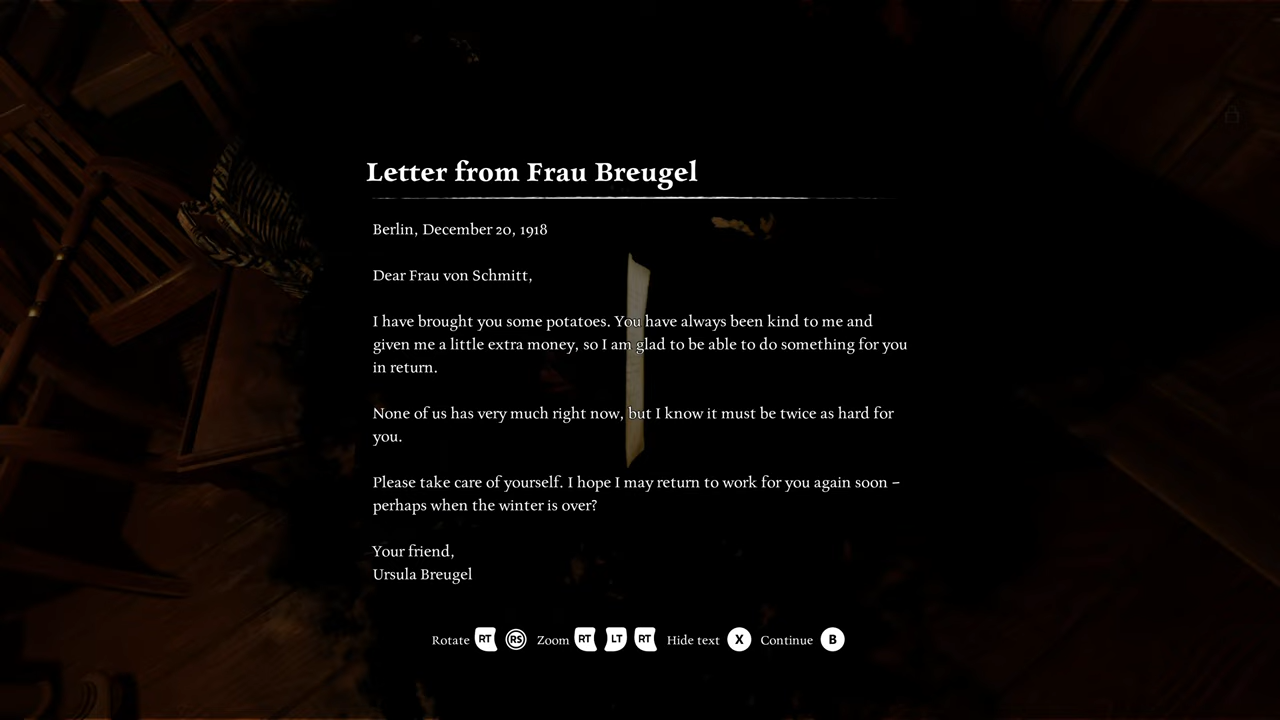 Letter from Frau Breugel
Berlin, December 20, 1918
Dear Frau von Schmitt,
I have brought you some potatoes. You have always been kind to me and
given me a little extra money, so I am glad to be able to do something for you
in return.
None of us has very much right now, but I know it must be twice as hard for
you.
Please take care of yourself. I hope I may return to work for you again soon –
perhaps when the winter is over?
Your friend,
Ursula Breugel
Rotate RT RS Zoom RT LT RT Hide text X Continue B